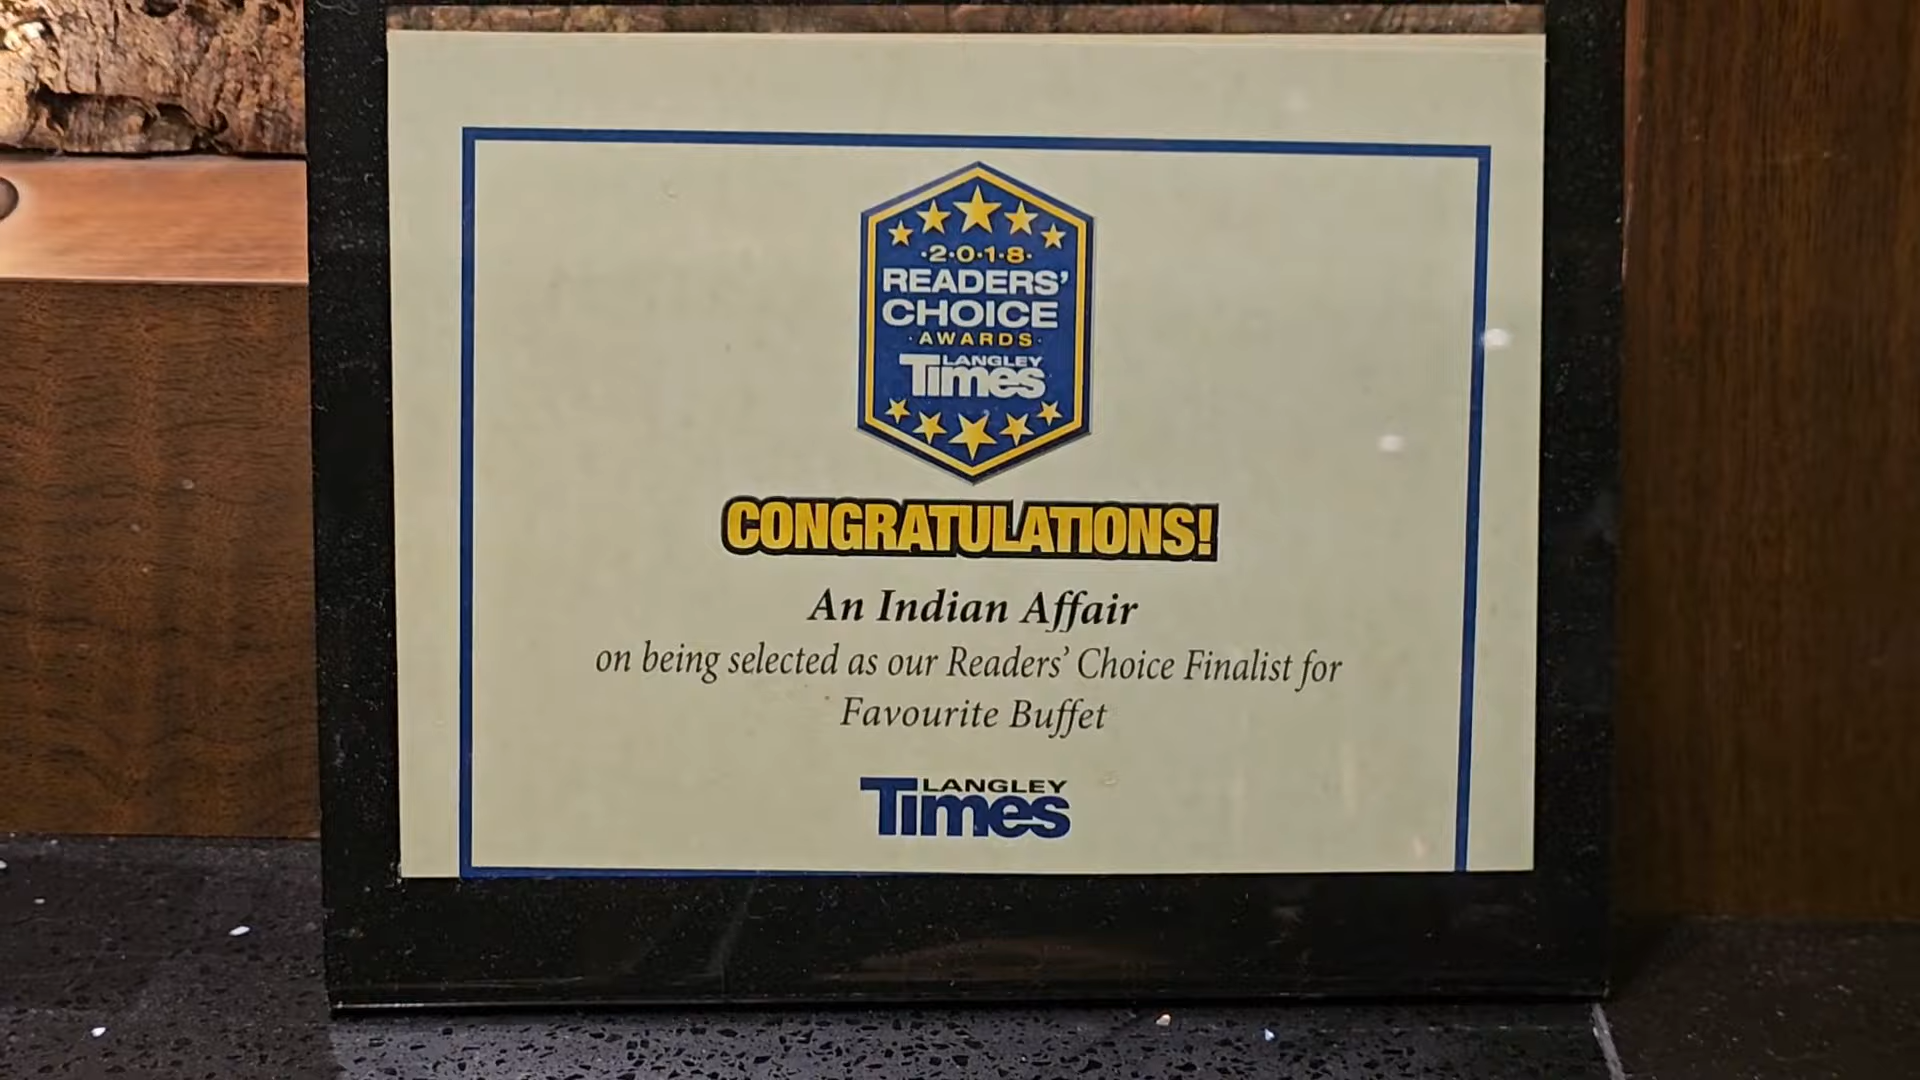 ·2·0·1·8·
READERS’
CHOICE
·AWARDS·
LANGLEY
Times
CONGRATULATIONS!
An Indian Affair
on being selected as our Readers’ Choice Finalist for
Favourite Buffet
LANGLEY
Times